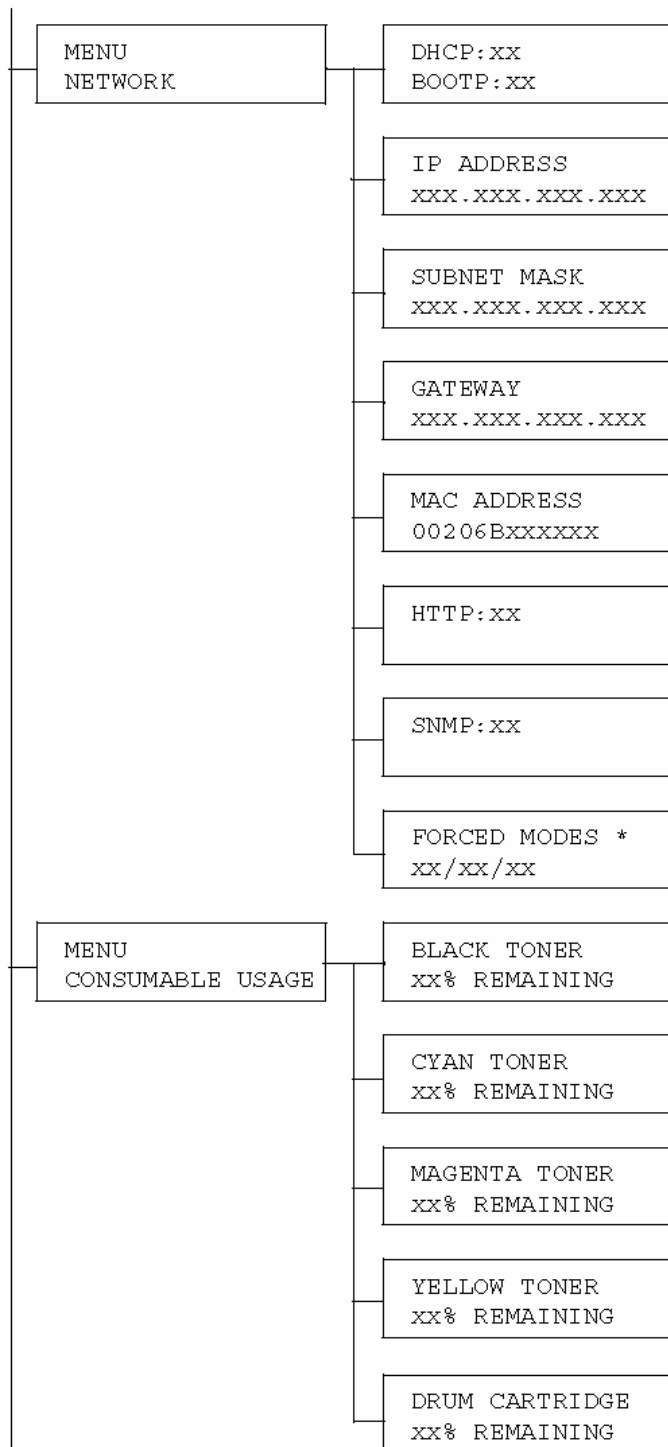 MENU
NETWORK
DHCP:xx
BOOTP:xx
IP ADDRESS
xxx.xxx.xxx.xxx
SUBNET MASK
xxx.xxx.xxx.xxx
GATEWAY
xxx.xxx.xxx.xxx
MAC ADDRESS
00206Bxxxxxx
HTTP:xx
SNMP:xx
FORCED MODES *
xx/xx/xx
MENU
CONSUMABLE USAGE
BLACK TONER
xx% REMAINING
CYAN TONER
xx% REMAINING
MAGENTA TONER
xx% REMAINING
YELLOW TONER
xx% REMAINING
DRUM CARTRIDGE
xx% REMAINING